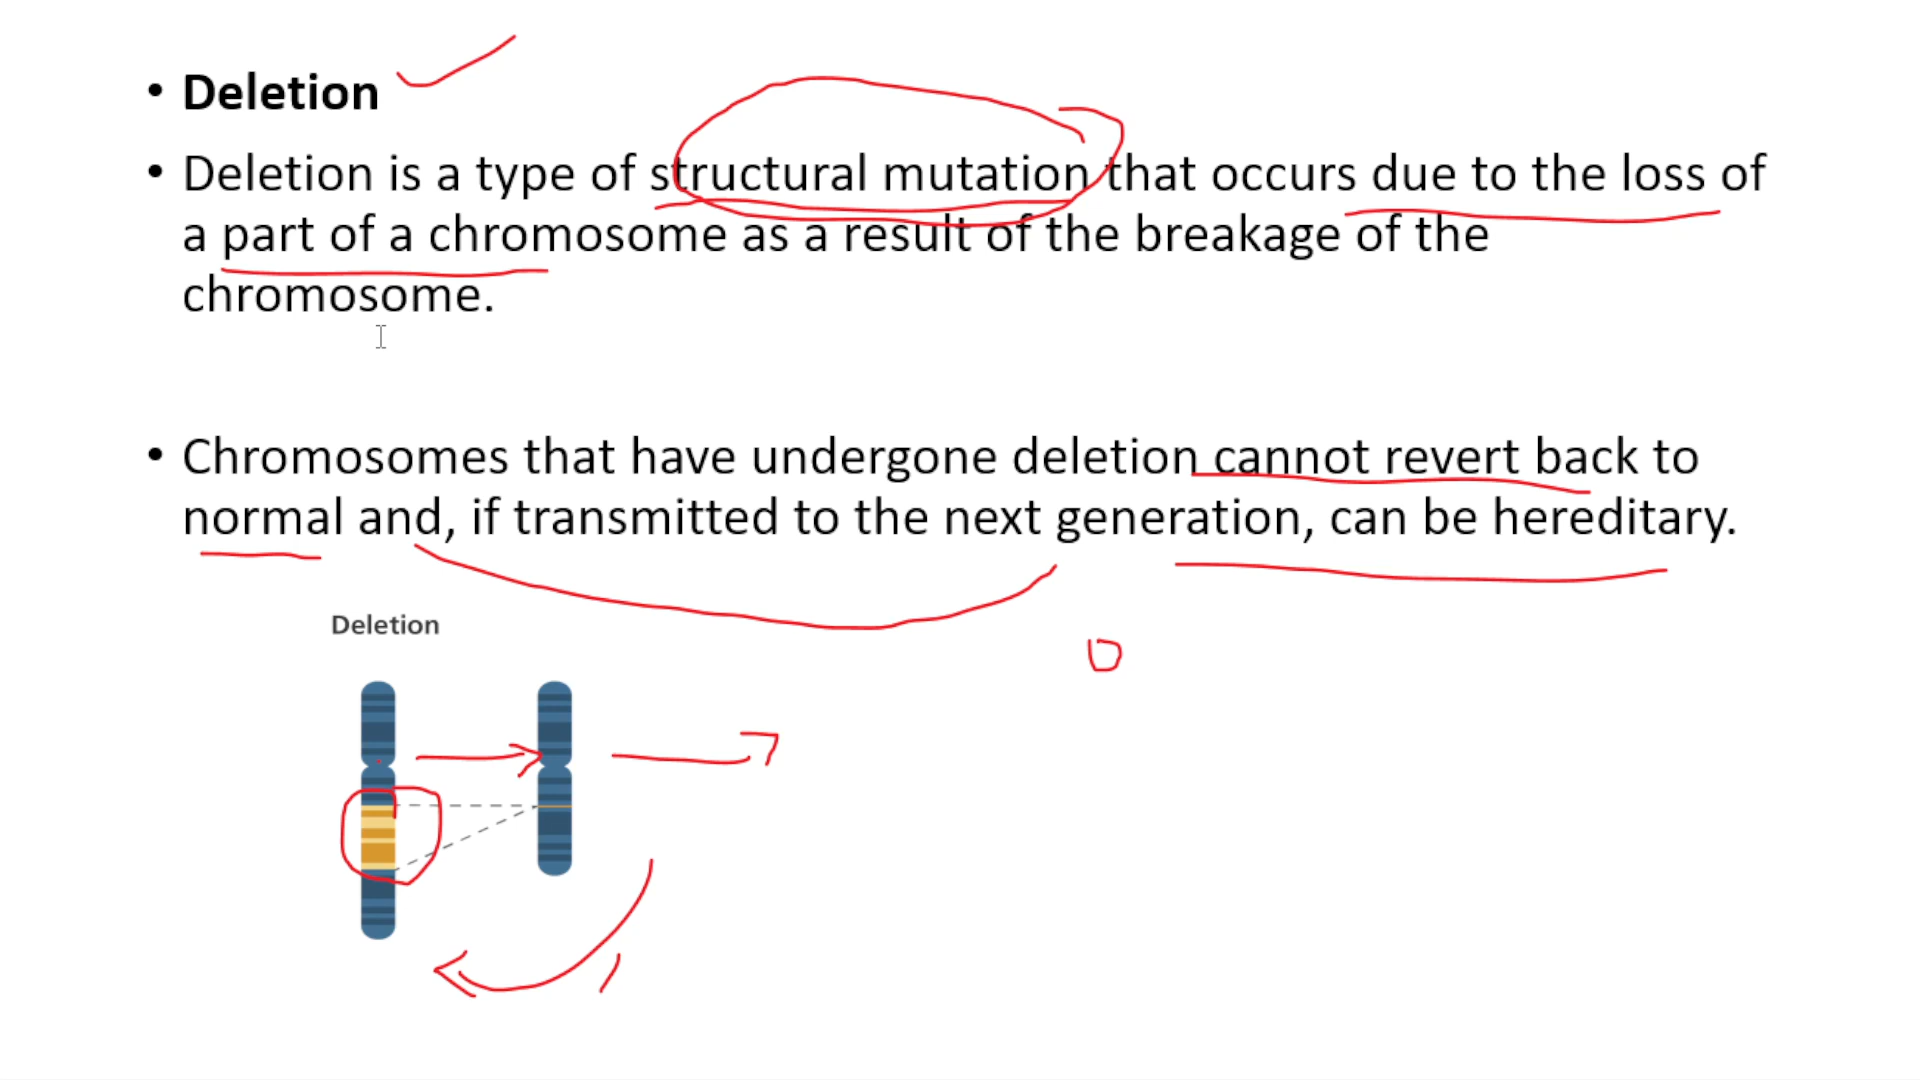 • Deletion
• Deletion is a type of structural mutation that occurs due to the loss of
a part of a chromosome as a result of the breakage of the
chromosome.
• Chromosomes that have undergone deletion cannot revert back to
normal and, if transmitted to the next generation, can be hereditary.
Deletion